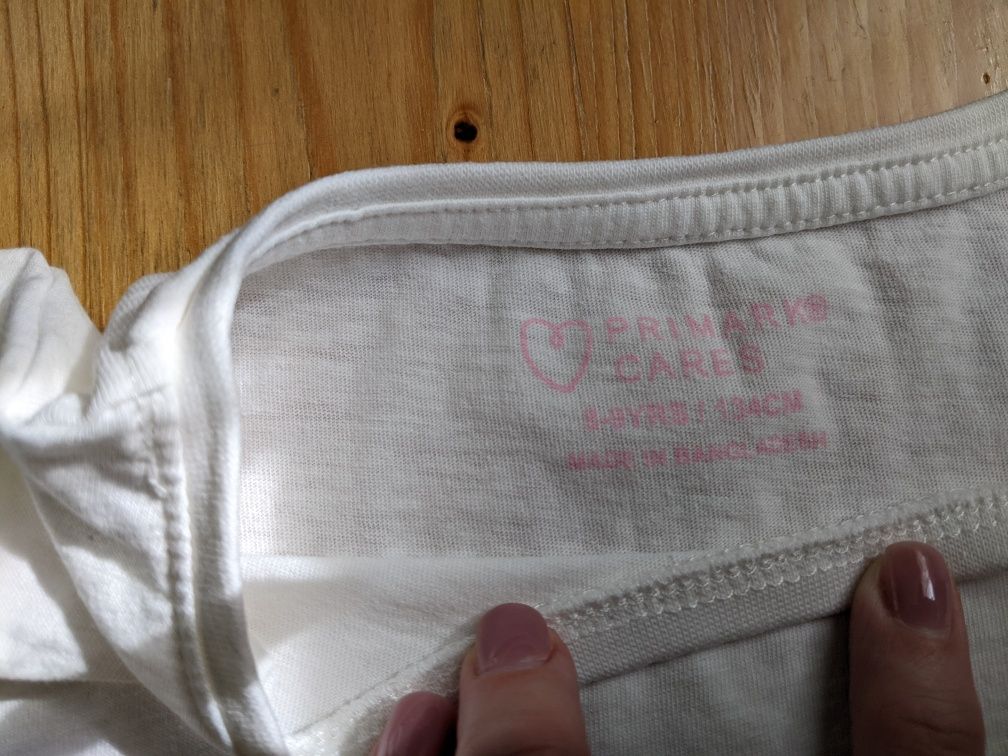 PRIMARK®
CARES
8-9YRS / 134CM
MADE IN BANGLADESH